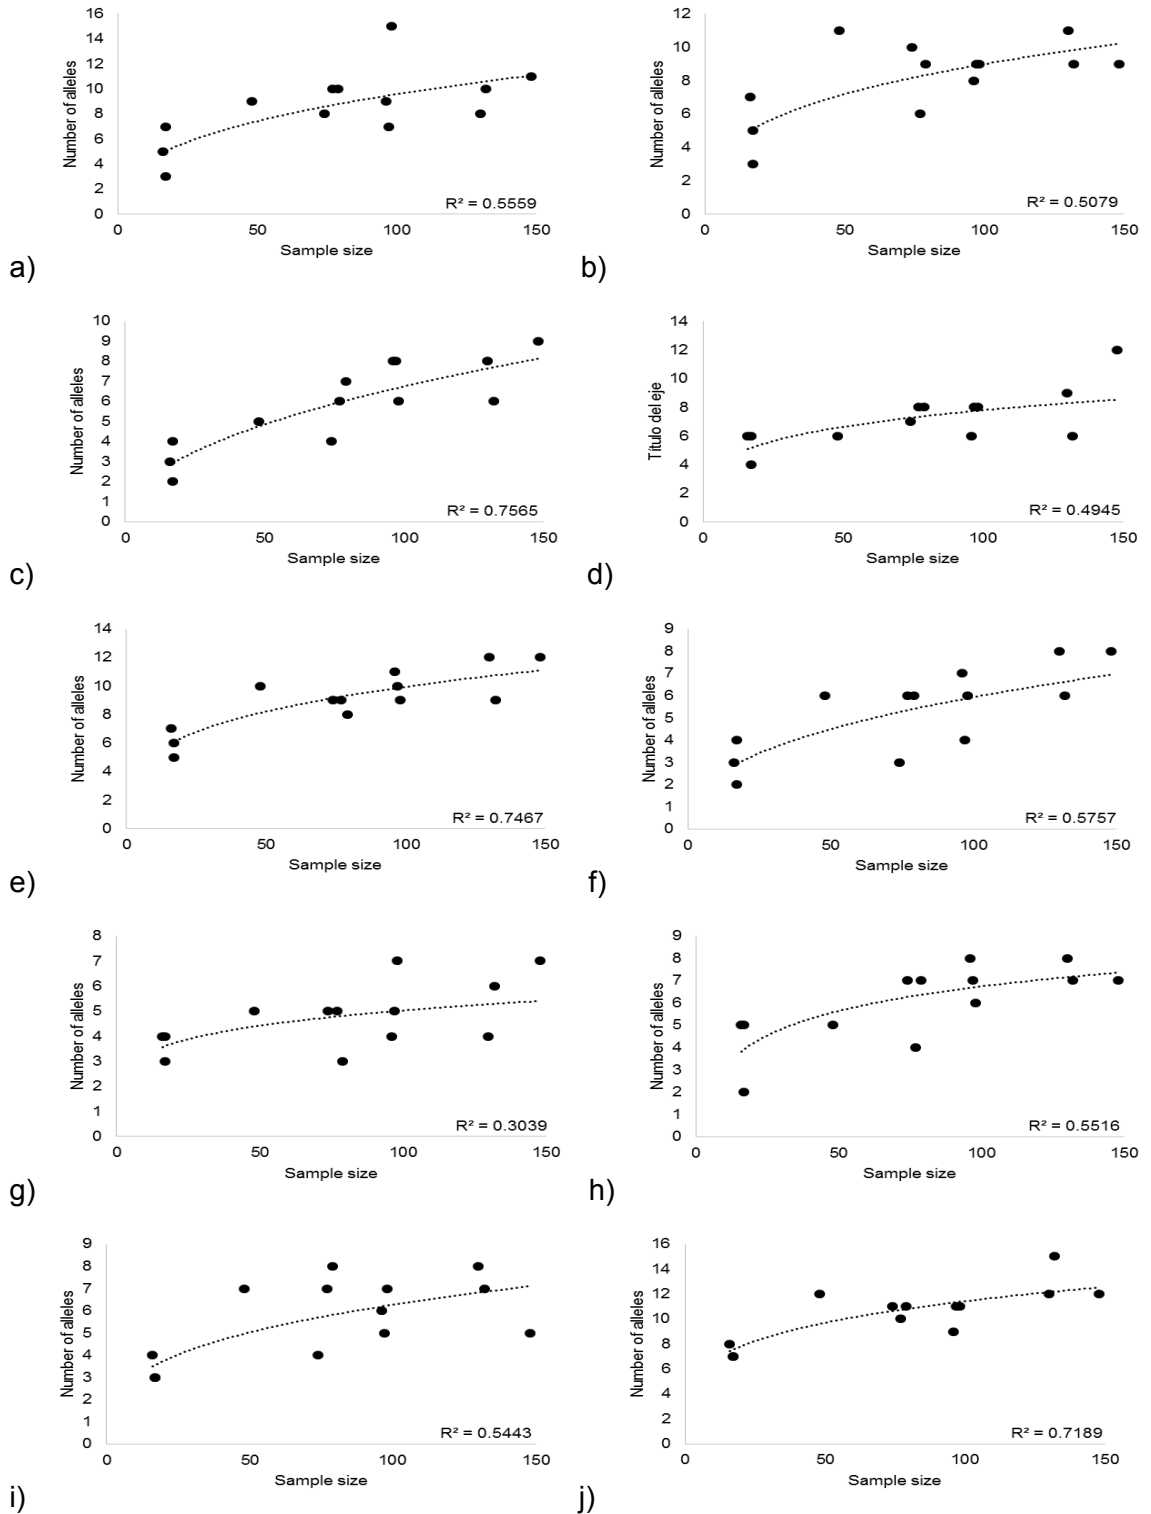 16
14
12
10
8
6
4
2
0
Number of alleles
R² = 0.5559
0 50 100 150
Sample size
a)
12
10
8
6
4
2
0
Number of alleles
R² = 0.5079
0 50 100 150
Sample size
b)
10
9
8
7
6
5
4
3
2
1
0
Number of alleles
R² = 0.7565
0 50 100 150
Sample size
c)
14
12
10
8
6
4
2
0
Título del eje
R² = 0.4945
0 50 100 150
Sample size
d)
14
12
10
8
6
4
2
0
Number of alleles
R² = 0.7467
0 50 100 150
Sample size
e)
9
8
7
6
5
4
3
2
1
0
Number of alleles
R² = 0.5757
0 50 100 150
Sample size
f)
8
7
6
5
4
3
2
1
0
Number of alleles
R² = 0.3039
0 50 100 150
Sample size
g)
9
8
7
6
5
4
3
2
1
0
Number of alleles
R² = 0.5516
0 50 100 150
Sample size
h)
9
8
7
6
5
4
3
2
1
0
Number of alleles
R² = 0.5443
0 50 100 150
Sample size
i)
16
14
12
10
8
6
4
2
0
Number of alleles
R² = 0.7189
0 50 100 150
Sample size
j)